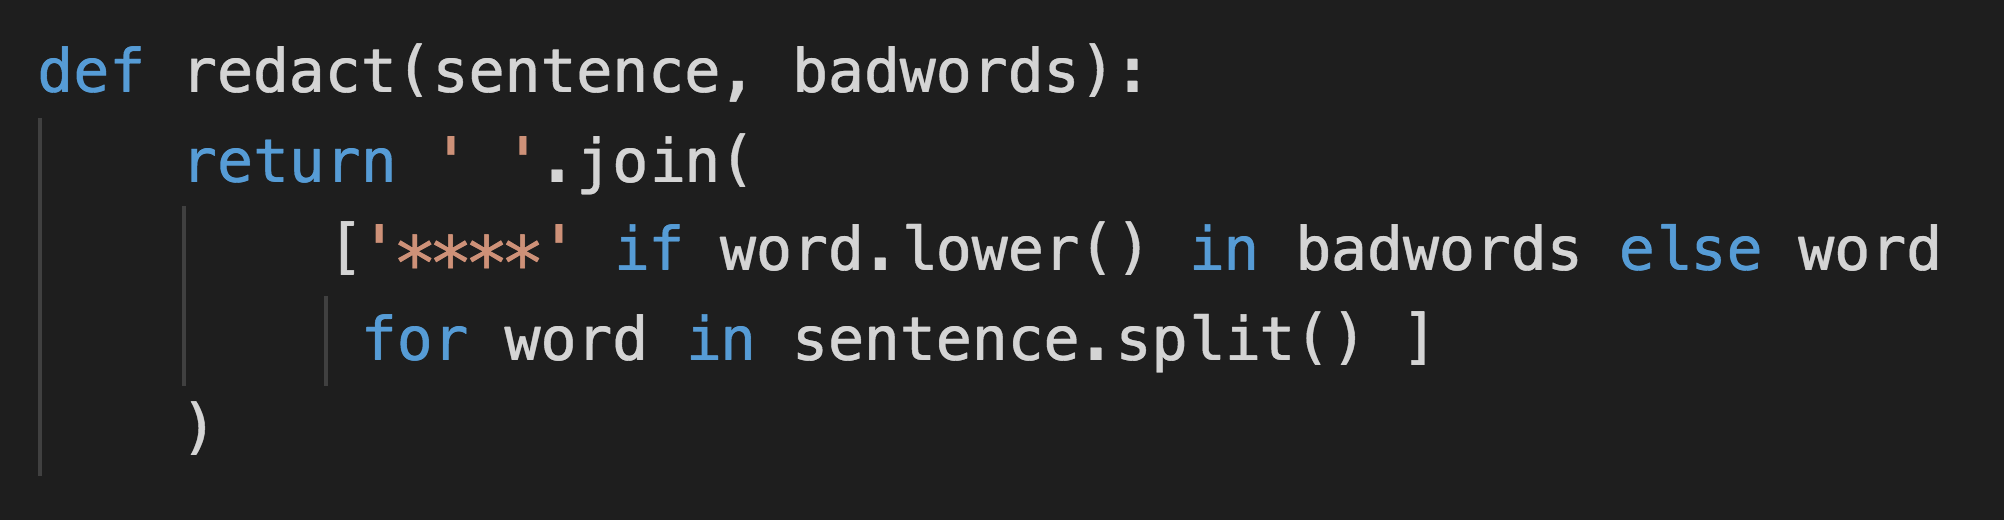 def redact(sentence, badwords):
    return ' '.join(
        ['****' if word.lower() in badwords else word
         for word in sentence.split() ]
    )